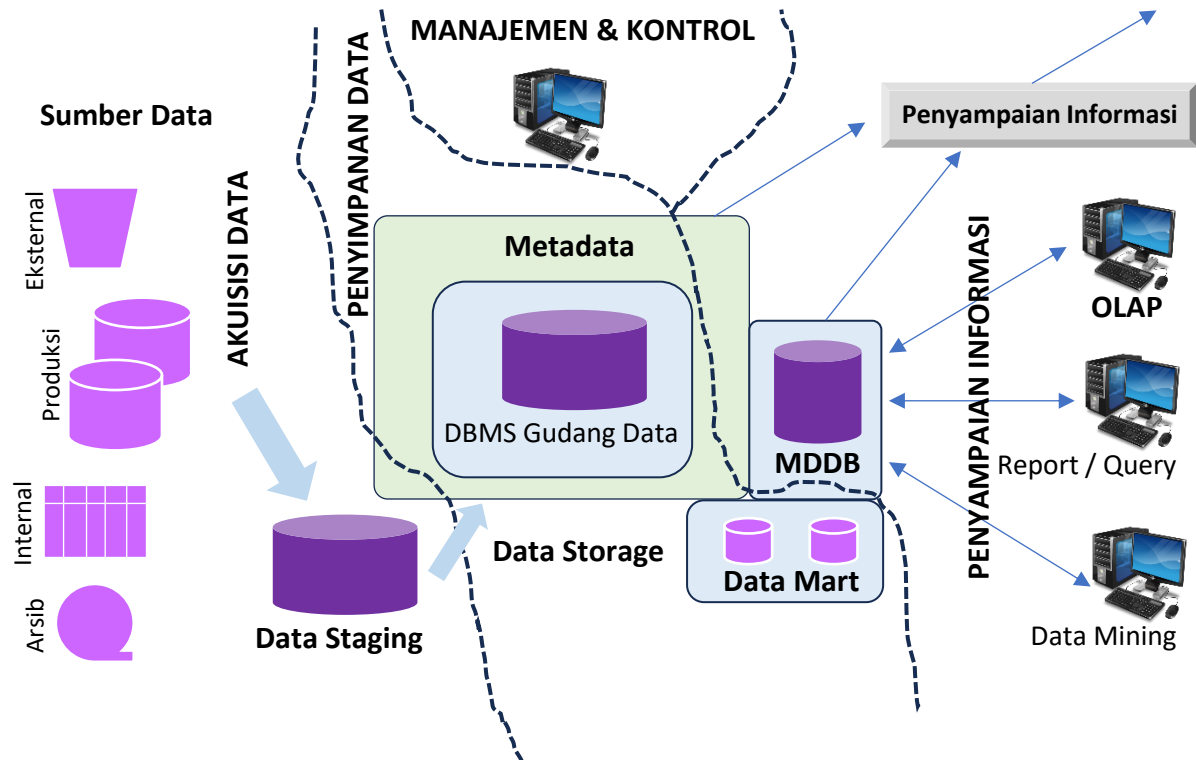 MANAJEMEN & KONTROL
Sumber Data
PENYIMPANAN DATA
Penyampaian Informasi
Eksternal
AKUISISI DATA
Metadata
PENYAMPAIAN INFORMASI
OLAP
Produksi
DBMS Gudang Data
MDDB
Report / Query
Internal
Data Storage
Data Mart
Arsib
Data Staging
Data Mining